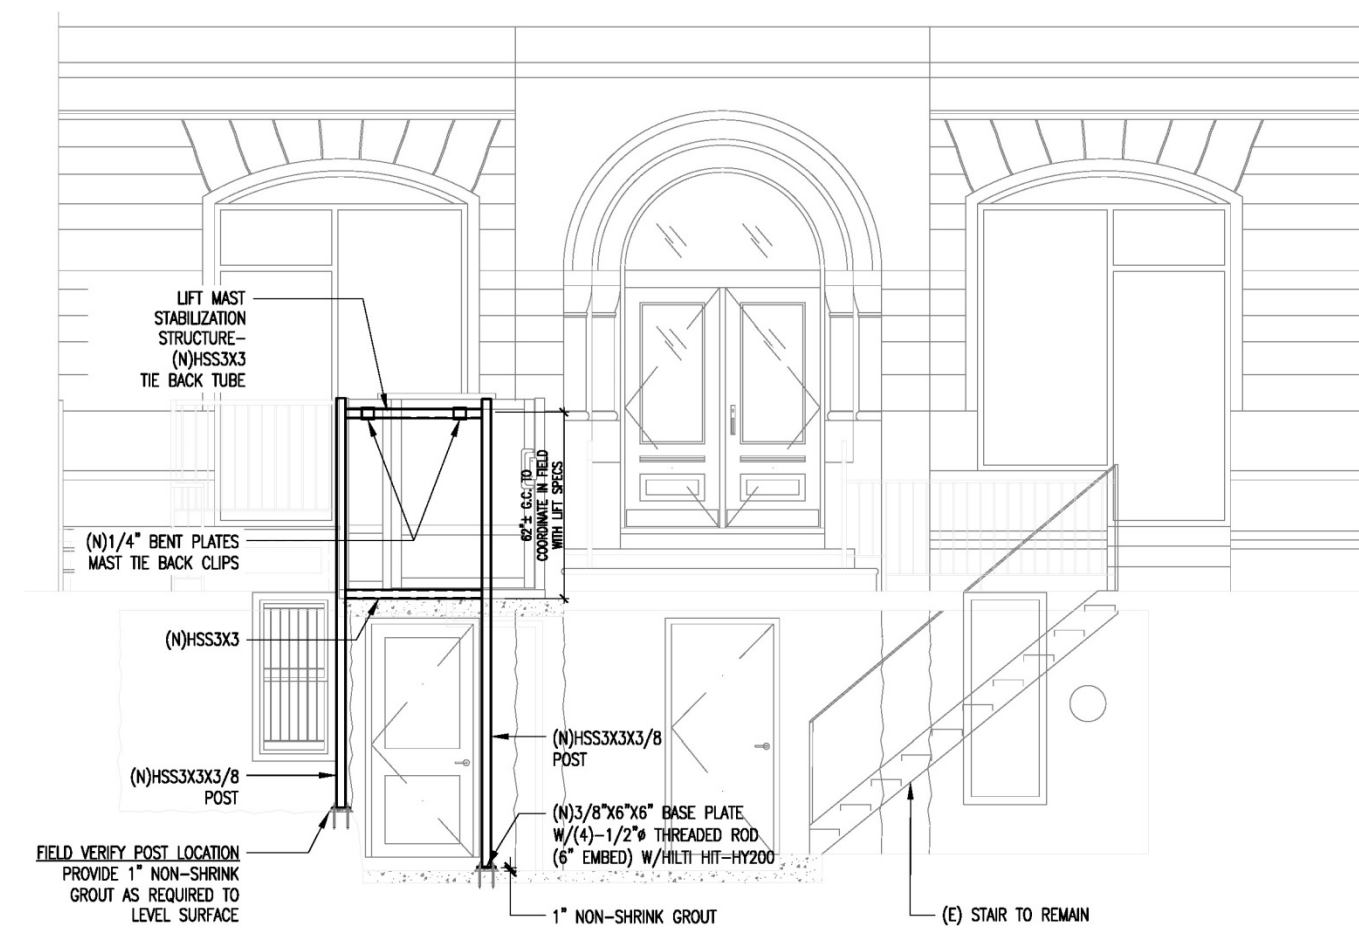 LIFT MAST
STABILIZATION
STRUCTURE-
(N)HSS3X3
TIE BACK TUBE
62"± G.C. TO
COORDINATE IN FIELD
WITH LIFT SPECS
(N)1/4" BENT PLATES
MAST TIE BACK CLIPS
(N)HSS3X3
(N)HSS3X3X3/8
POST
(N)HSS3X3X3/8
POST
(N)3/8"X6"X6" BASE PLATE
W/(4)-1/2"ø THREADED ROD
(6" EMBED) W/HILTI HIT-HY200
FIELD VERIFY POST LOCATION
PROVIDE 1" NON-SHRINK
GROUT AS REQUIRED TO
LEVEL SURFACE
1" NON-SHRINK GROUT
(E) STAIR TO REMAIN